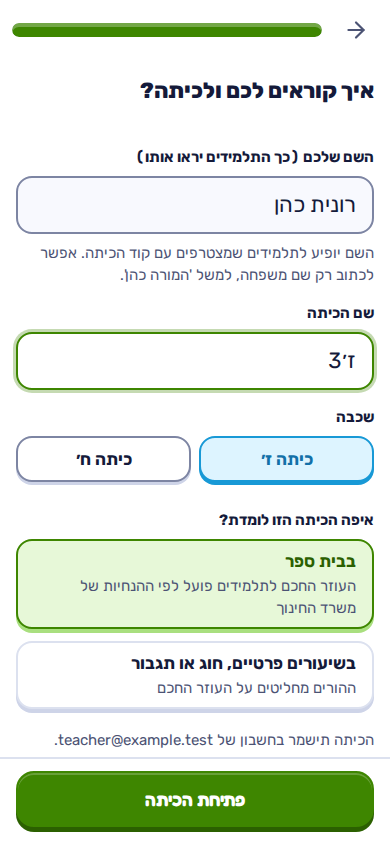 איך קוראים לכם ולכיתה?
השם שלכם (כך התלמידים יראו אותו)
רונית כהן
השם יופיע לתלמידים שמצטרפים עם קוד הכיתה. אפשר
לכתוב רק שם משפחה, למשל 'המורה כהן'.
שם הכיתה
ז׳3
שכבה
כיתה ז׳
כיתה ח׳
איפה הכיתה הזו לומדת?
בבית ספר
העוזר החכם לתלמידים פועל לפי ההנחיות של
משרד החינוך
בשיעורים פרטיים, חוג או תגבור
ההורים מחליטים על העוזר החכם
הכיתה תישמר בחשבון של teacher@example.test.
פתיחת הכיתה